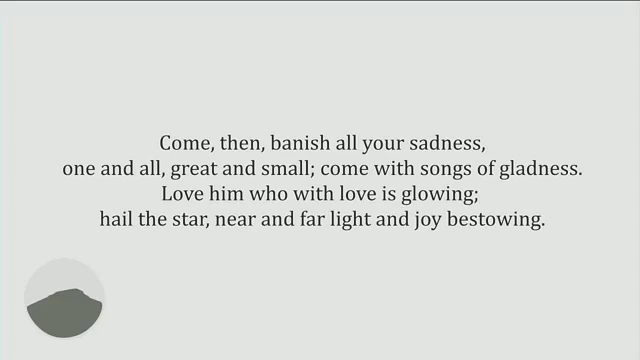 Come, then, banish all your sadness,
one and all, great and small; come with songs of gladness.
Love him who with love is glowing;
hail the star, near and far light and joy bestowing.